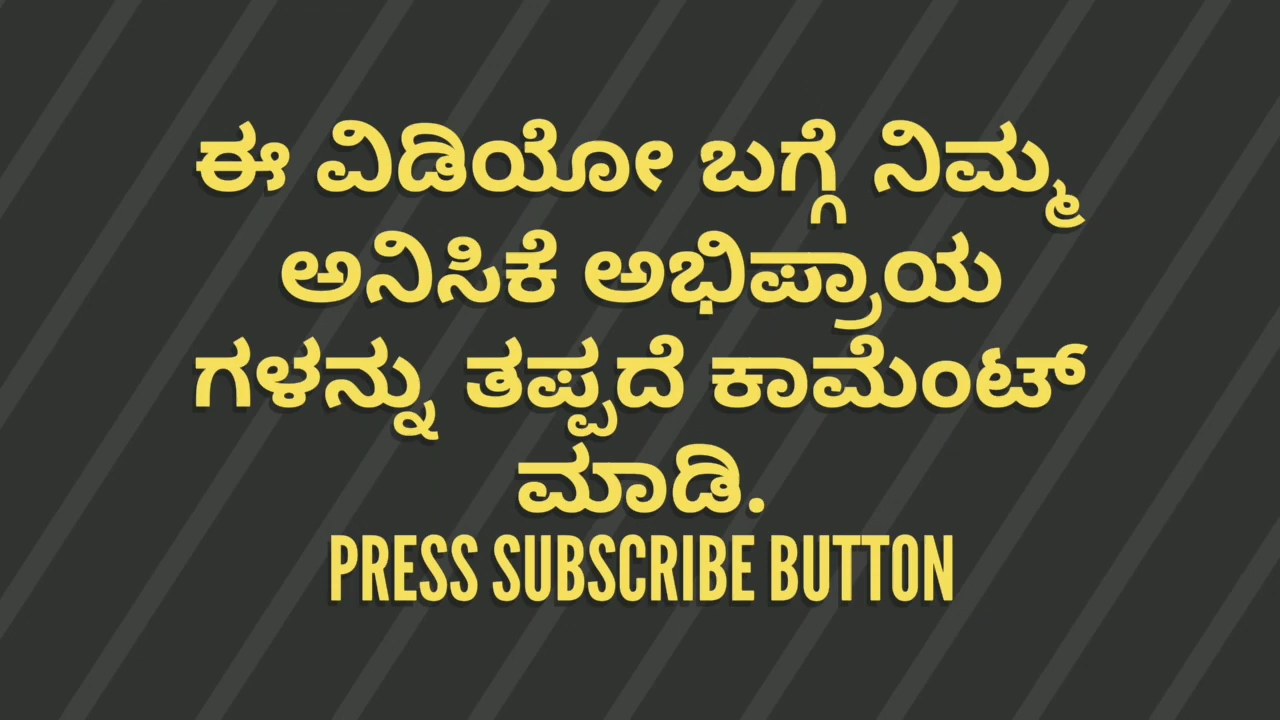 ಈ ವಿಡಿಯೋ ಬಗ್ಗೆ ನಿಮ್ಮ
ಅನಿಸಿಕೆ ಅಭಿಪ್ರಾಯ
ಗಳನ್ನು ತಪ್ಪದೆ ಕಾಮೆಂಟ್
ಮಾಡಿ.
PRESS SUBSCRIBE BUTTON